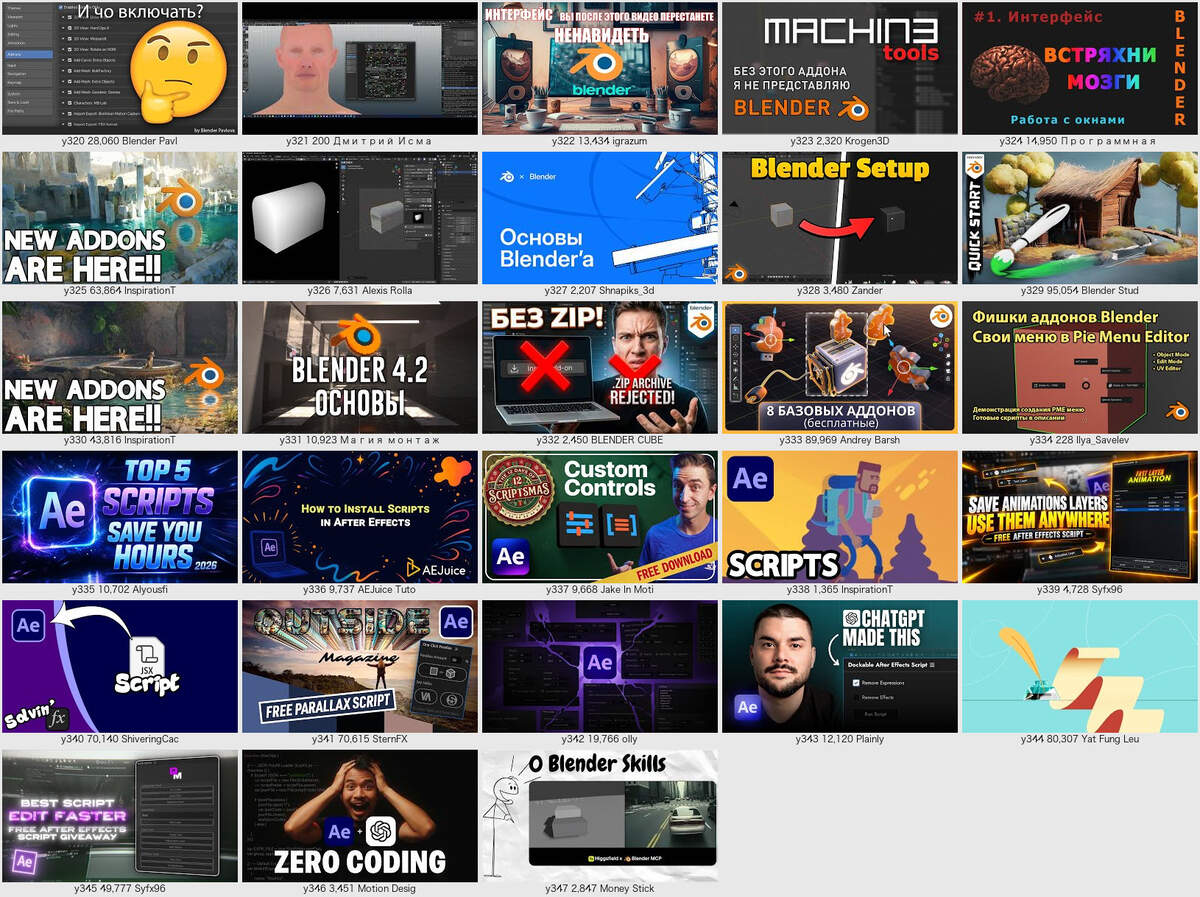 И чо включать?
by Blender Pavlova
y320 28,060 Blender Pavl
y321 200 Дмитрий Исма
ИНТЕРФЕЙС ВЫ ПОСЛЕ ЭТОГО ВИДЕО ПЕРЕСТАНЕТЕ
НЕНАВИДЕТЬ
blender
y322 13,434 igrazum
MACHIN3
tools
БЕЗ ЭТОГО АДДОНА
Я НЕ ПРЕДСТАВЛЯЮ
BLENDER
y323 2,320 Krogen3D
#1. Интерфейс
ВСТРЯХНИ
МОЗГИ
Работа с окнами
BLENDER
y324 14,950 Программная
NEW ADDONS
ARE HERE!!
y325 63,864 InspirationT
y326 7,631 Alexis Rolla
× Blender
Основы
Blender'a
y327 2,207 Shnapiks_3d
Blender Setup
y328 3,480 Zander
QUICK START
y329 95,054 Blender Stud
NEW ADDONS
ARE HERE!!
y330 43,816 InspirationT
BLENDER 4.2
ОСНОВЫ
y331 10,923 Магия монтаж
БЕЗ ZIP!
blender
.ZIP ARCHIVE
REJECTED!
y332 2,450 BLENDER CUBE
8 БАЗОВЫХ АДДОНОВ
(бесплатные)
y333 89,969 Andrey Barsh
Фишки аддонов Blender
Свои меню в Pie Menu Editor
• Object Mode
• Edit Mode
• UV Editor
Демонстрация создания PME меню
Готовые скрипты в описании
y334 228 Ilya_Savelev
Ae
TOP 5
SCRIPTS
SAVE YOU
HOURS 2026
y335 10,702 Alyousfi
How to Install Scripts
in After Effects
Ae
AEJuice
y336 9,737 AEJuice Tuto
THE 12 DAYS OF
12
SCRIPTSMAS
Custom
Controls
Ae
FREE DOWNLOAD
y337 9,668 Jake In Moti
Ae
SCRIPTS
y338 1,365 InspirationT
Ae
SAVE ANIMATIONS LAYERS
USE THEM ANYWHERE
FREE AFTER EFFECTS SCRIPT
FAST LAYER
ANIMATION
y339 4,728 Syfx96
Ae
JSX
Script
Solvin' fx
y340 70,140 ShiveringCac
OUTSIDE
Ae
Magazine
FREE PARALLAX SCRIPT
y341 70,615 SternFX
Ae
y342 19,766 olly
CHATGPT
MADE THIS
Dockable After Effects Script
Remove Expressions
Remove Effects
Run Script
Ae
y343 12,120 Plainly
y344 80,307 Yat Fung Leu
BEST SCRIPT
EDIT FASTER
FREE AFTER EFFECTS
SCRIPT GIVEAWAY
Ae
y345 49,777 Syfx96
Ae +
ZERO CODING
y346 3,451 Motion Desig
0 Blender Skills
Higgsfield x Blender MCP
y347 2,847 Money Stick